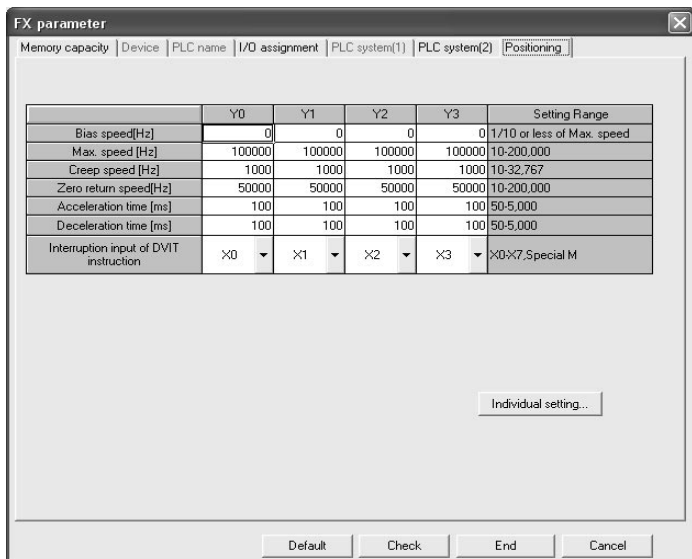 FX parameter
Memory capacity Device PLC name I/O assignment PLC system(1) PLC system(2) Positioning
Y0 Y1 Y2 Y3 Setting Range
Bias speed[Hz] 0 0 0 0 1/10 or less of Max. speed
Max. speed [Hz] 100000 100000 100000 100000 10-200,000
Creep speed [Hz] 1000 1000 1000 1000 10-32,767
Zero return speed[Hz] 50000 50000 50000 50000 10-200,000
Acceleration time [ms] 100 100 100 100 50-5,000
Deceleration time [ms] 100 100 100 100 50-5,000
Interruption input of DVIT
instruction X0 X1 X2 X3 X0-X7,Special M
Individual setting...
Default Check End Cancel